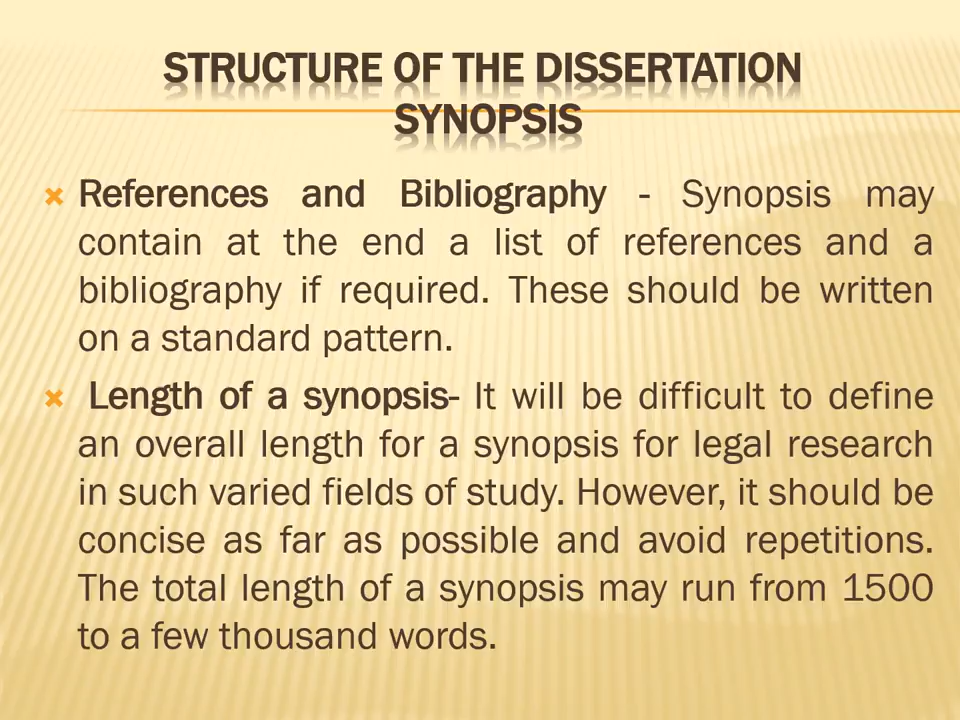 STRUCTURE OF THE DISSERTATION
SYNOPSIS
References and Bibliography - Synopsis may
contain at the end a list of references and a
bibliography if required. These should be written
on a standard pattern.
Length of a synopsis- It will be difficult to define
an overall length for a synopsis for legal research
in such varied fields of study. However, it should be
concise as far as possible and avoid repetitions.
The total length of a synopsis may run from 1500
to a few thousand words.